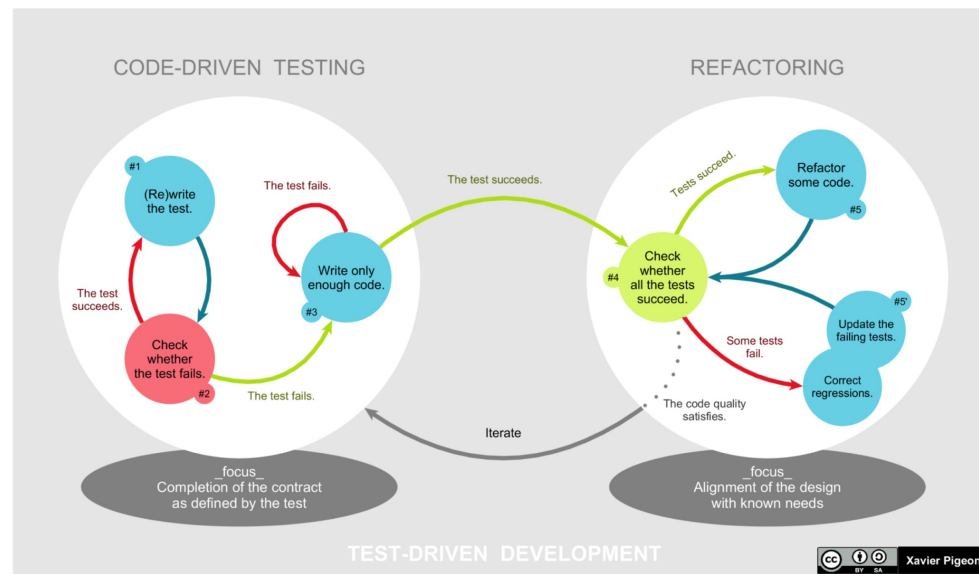 CODE-DRIVEN TESTING
REFACTORING
#1
(Re)write
the test.
The test
succeeds.
Check
whether
the test fails.
#2
The test fails.
The test fails.
Write only
enough code.
#3
The test succeeds.
Tests succeed.
Refactor
some code.
#5
Check
whether
all the tests
succeed.
#4
#5'
Update the
failing tests.
Some tests
fail.
Correct
regressions.
The code quality
satisfies.
Iterate
_focus_
Completion of the contract
as defined by the test
_focus_
Alignment of the design
with known needs
TEST-DRIVEN DEVELOPMENT
cc
BY SA
Xavier Pigeon